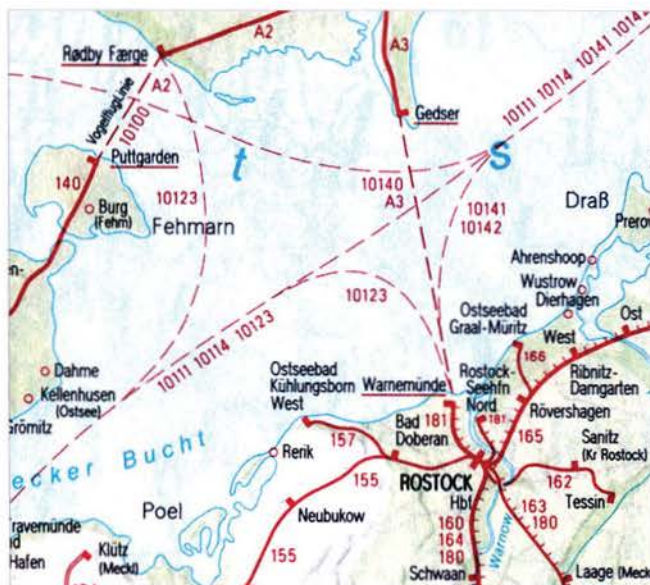 A2
A3
10111 10114 10141 1014
Rødby Færge
A2
Vogelfluglinie
10100
Gedser
s
Puttgarden
t
10140
A3
140
Burg
(Fehm)
10123
Fehmarn
10141
10142
Draß
Prero
Ahrenshoop
en-
Wustrow
Dierhagen
10123
Ostseebad
Graal-Müritz
Ost
West
10111 10114 10123
Dahme
Ostseebad
Kühlungsborn
West
Warnemünde
Rostock-
Seehfn
Nord
166
Ribnitz-
Damgarten
Kellenhusen
(Ostsee)
Grömitz
181
181
Rövershagen
Bad
Doberan
165
Sanitz
(Kr Rostock)
157
ecker Bucht
Rerik
155
ROSTOCK
Hbf
162
Tessin
163
180
Poel
Neubukow
160
164
180
Warnow
Travemünde
nd
Hafen
Klütz
(Meckl)
155
Schwaan
Laage (Meck